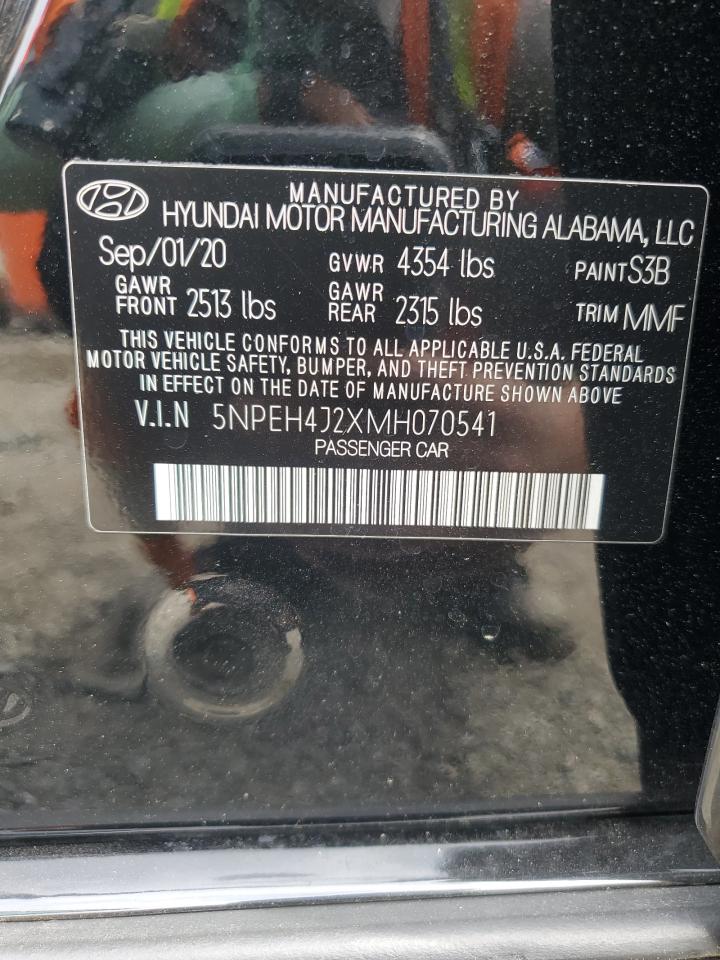 MANUFACTURED BY
HYUNDAI MOTOR MANUFACTURING ALABAMA, LLC
Sep/01/20 GVWR 4354 lbs PAINT S3B
GAWR FRONT 2513 lbs GAWR REAR 2315 lbs TRIM MMF
THIS VEHICLE CONFORMS TO ALL APPLICABLE U.S.A. FEDERAL
MOTOR VEHICLE SAFETY, BUMPER, AND THEFT PREVENTION STANDARDS
IN EFFECT ON THE DATE OF MANUFACTURE SHOWN ABOVE
V.I.N 5NPEH4J2XMH070541
PASSENGER CAR